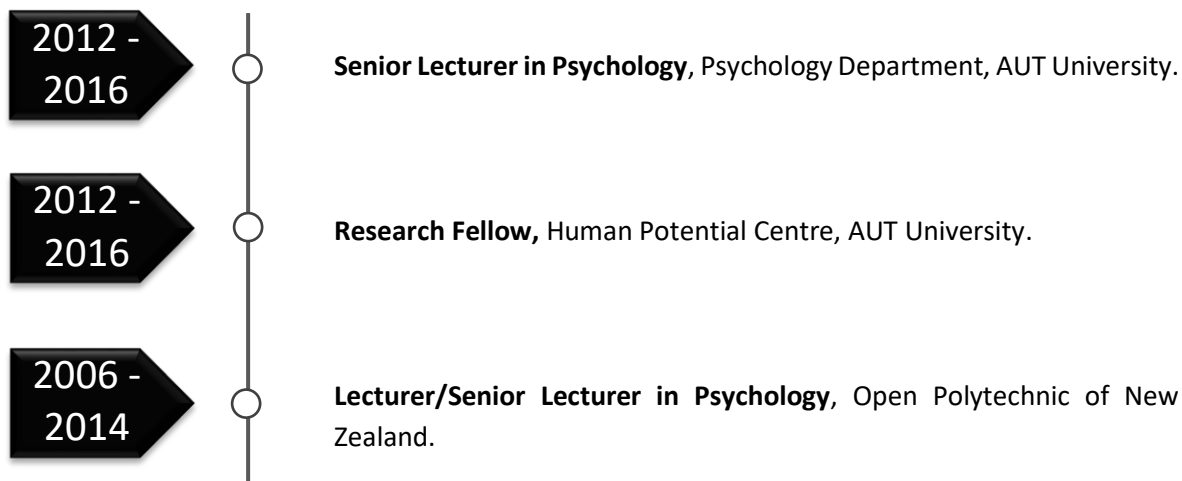 2012 -
2016
Senior Lecturer in Psychology, Psychology Department, AUT University.
2012 -
2016
Research Fellow, Human Potential Centre, AUT University.
2006 -
2014
Lecturer/Senior Lecturer in Psychology, Open Polytechnic of New
Zealand.